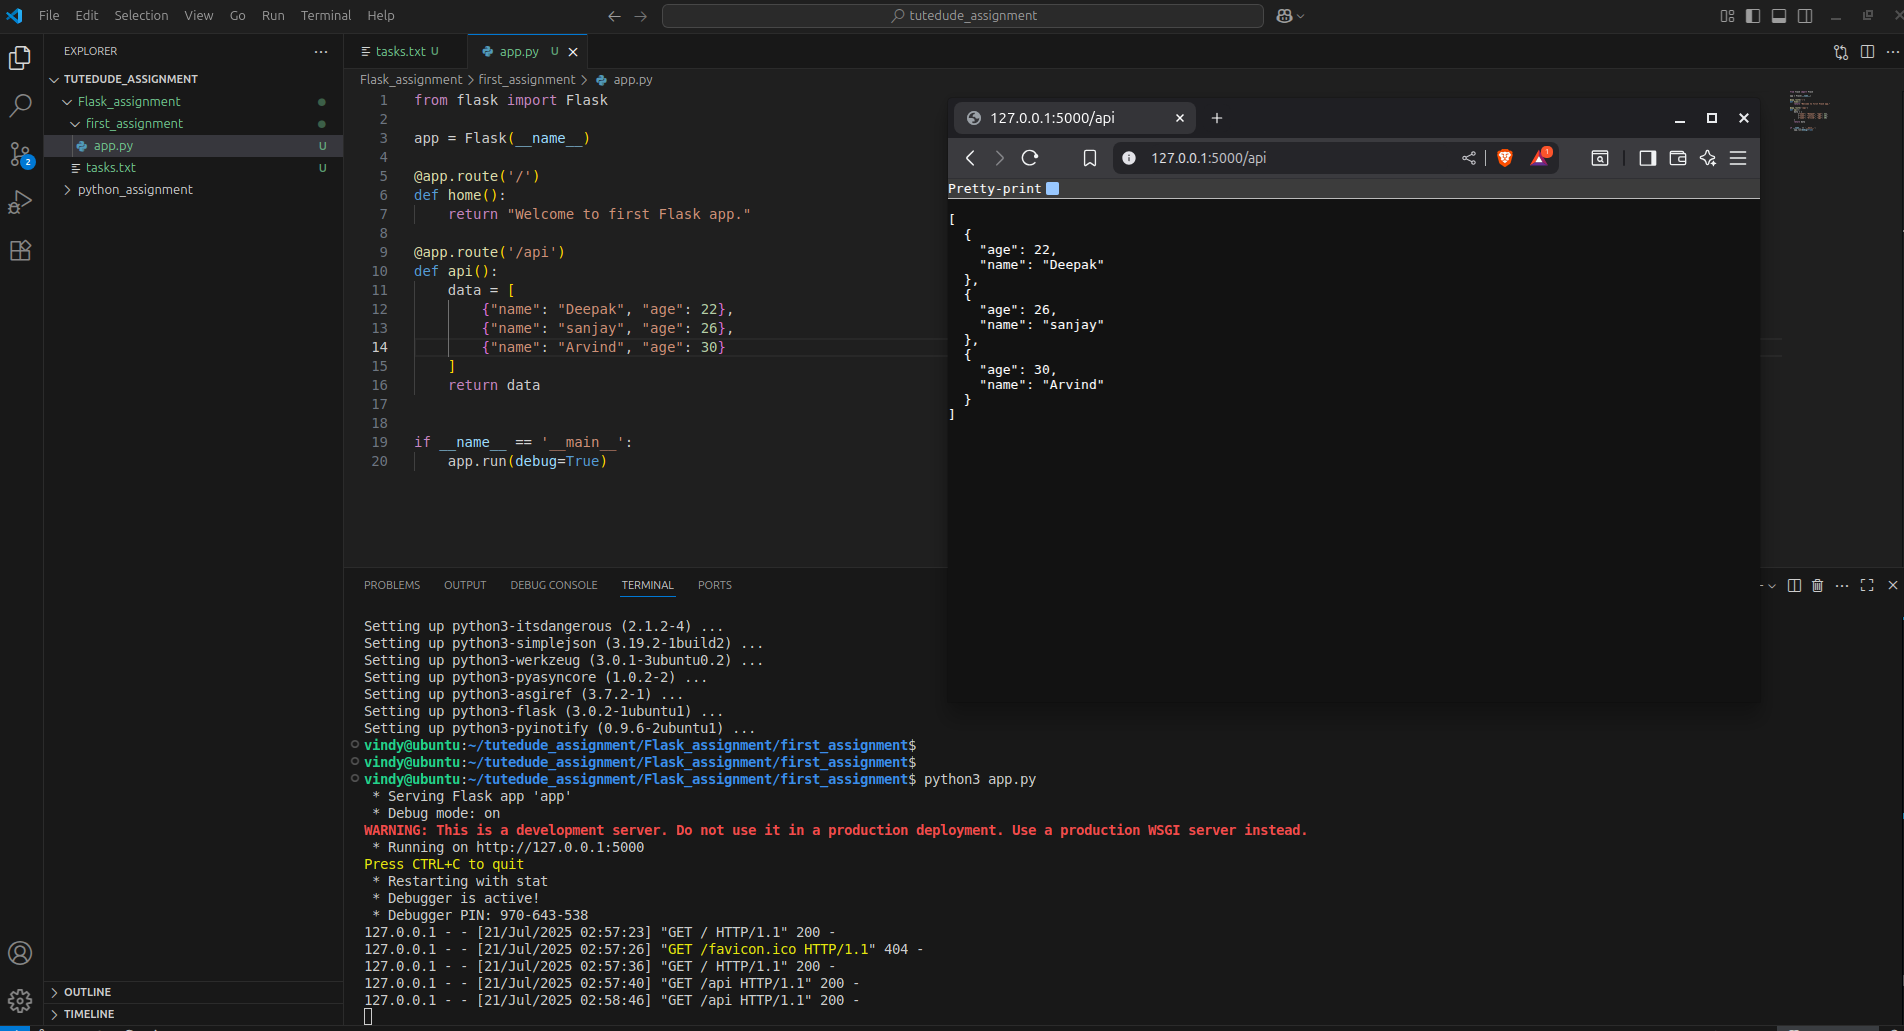 File Edit Selection View Go Run Terminal Help
tutedude_assignment
EXPLORER
TUTEDUDE_ASSIGNMENT
Flask_assignment
first_assignment
app.py U
tasks.txt U
python_assignment
2
OUTLINE
TIMELINE
tasks.txt U
app.py U
Flask_assignment > first_assignment > app.py
1 from flask import Flask
2
3 app = Flask(__name__)
4
5 @app.route('/')
6 def home():
7     return "Welcome to first Flask app."
8
9 @app.route('/api')
10 def api():
11     data = [
12         {"name": "Deepak", "age": 22},
13         {"name": "sanjay", "age": 26},
14         {"name": "Arvind", "age": 30}
15     ]
16     return data
17
18
19 if __name__ == '__main__':
20     app.run(debug=True)
127.0.0.1:5000/api
127.0.0.1:5000/api
1
Pretty-print
[
  {
    "age": 22,
    "name": "Deepak"
  },
  {
    "age": 26,
    "name": "sanjay"
  },
  {
    "age": 30,
    "name": "Arvind"
  }
]
PROBLEMS OUTPUT DEBUG CONSOLE TERMINAL PORTS
Setting up python3-itsdangerous (2.1.2-4) ...
Setting up python3-simplejson (3.19.2-1build2) ...
Setting up python3-werkzeug (3.0.1-3ubuntu0.2) ...
Setting up python3-pyasyncore (1.0.2-2) ...
Setting up python3-asgiref (3.7.2-1) ...
Setting up python3-flask (3.0.2-1ubuntu1) ...
Setting up python3-pyinotify (0.9.6-2ubuntu1) ...
vindy@ubuntu:~/tutedude_assignment/Flask_assignment/first_assignment$
vindy@ubuntu:~/tutedude_assignment/Flask_assignment/first_assignment$
vindy@ubuntu:~/tutedude_assignment/Flask_assignment/first_assignment$ python3 app.py
 * Serving Flask app 'app'
 * Debug mode: on
WARNING: This is a development server. Do not use it in a production deployment. Use a production WSGI server instead.
 * Running on http://127.0.0.1:5000
Press CTRL+C to quit
 * Restarting with stat
 * Debugger is active!
 * Debugger PIN: 970-643-538
127.0.0.1 - - [21/Jul/2025 02:57:23] "GET / HTTP/1.1" 200 -
127.0.0.1 - - [21/Jul/2025 02:57:26] "GET /favicon.ico HTTP/1.1" 404 -
127.0.0.1 - - [21/Jul/2025 02:57:36] "GET / HTTP/1.1" 200 -
127.0.0.1 - - [21/Jul/2025 02:57:40] "GET /api HTTP/1.1" 200 -
127.0.0.1 - - [21/Jul/2025 02:58:46] "GET /api HTTP/1.1" 200 -